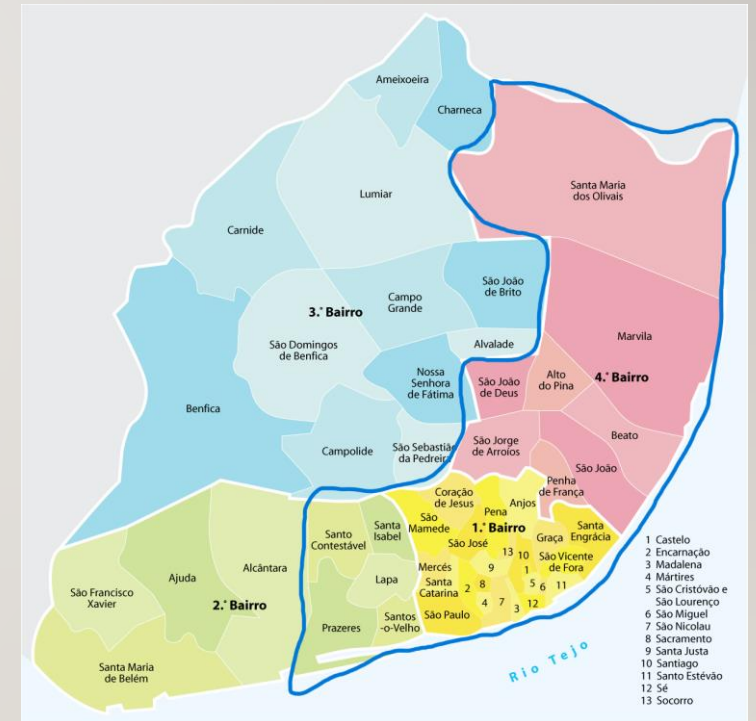 Ameixoeira
Charneca
Lumiar
Santa Maria
dos Olivais
Carnide
São João
de Brito
Campo
Grande
3.º Bairro
Alvalade
Marvila
São Domingos
de Benfica
Nossa
Senhora
de Fátima
São João
de Deus
Alto
do Pina
4.º Bairro
Benfica
Campolide
São Sebastião
da Pedreira
São Jorge
de Arroíos
Beato
São João
Penha
de França
Coração
de Jesus
Pena
Anjos
São
Mamede
1.º Bairro
São José
Graça
Santa
Engrácia
Santo
Contestável
Santa
Isabel
13
10
São Vicente
de Fora
Mercés
9
1
Santa
Catarina
2
8
5
6
11
São Paulo
4
7
3
12
Alcântara
Ajuda
São Francisco
Xavier
2.º Bairro
Lapa
Prazeres
Santos
-o-Velho
Santa Maria
de Belém
Rio Tejo
1 Castelo
2 Encarnação
3 Madalena
4 Mártires
5 São Cristóvão e
São Lourenço
6 São Miguel
7 São Nicolau
8 Sacramento
9 Santa Justa
10 Santiago
11 Santo Estévão
12 Sé
13 Socorro